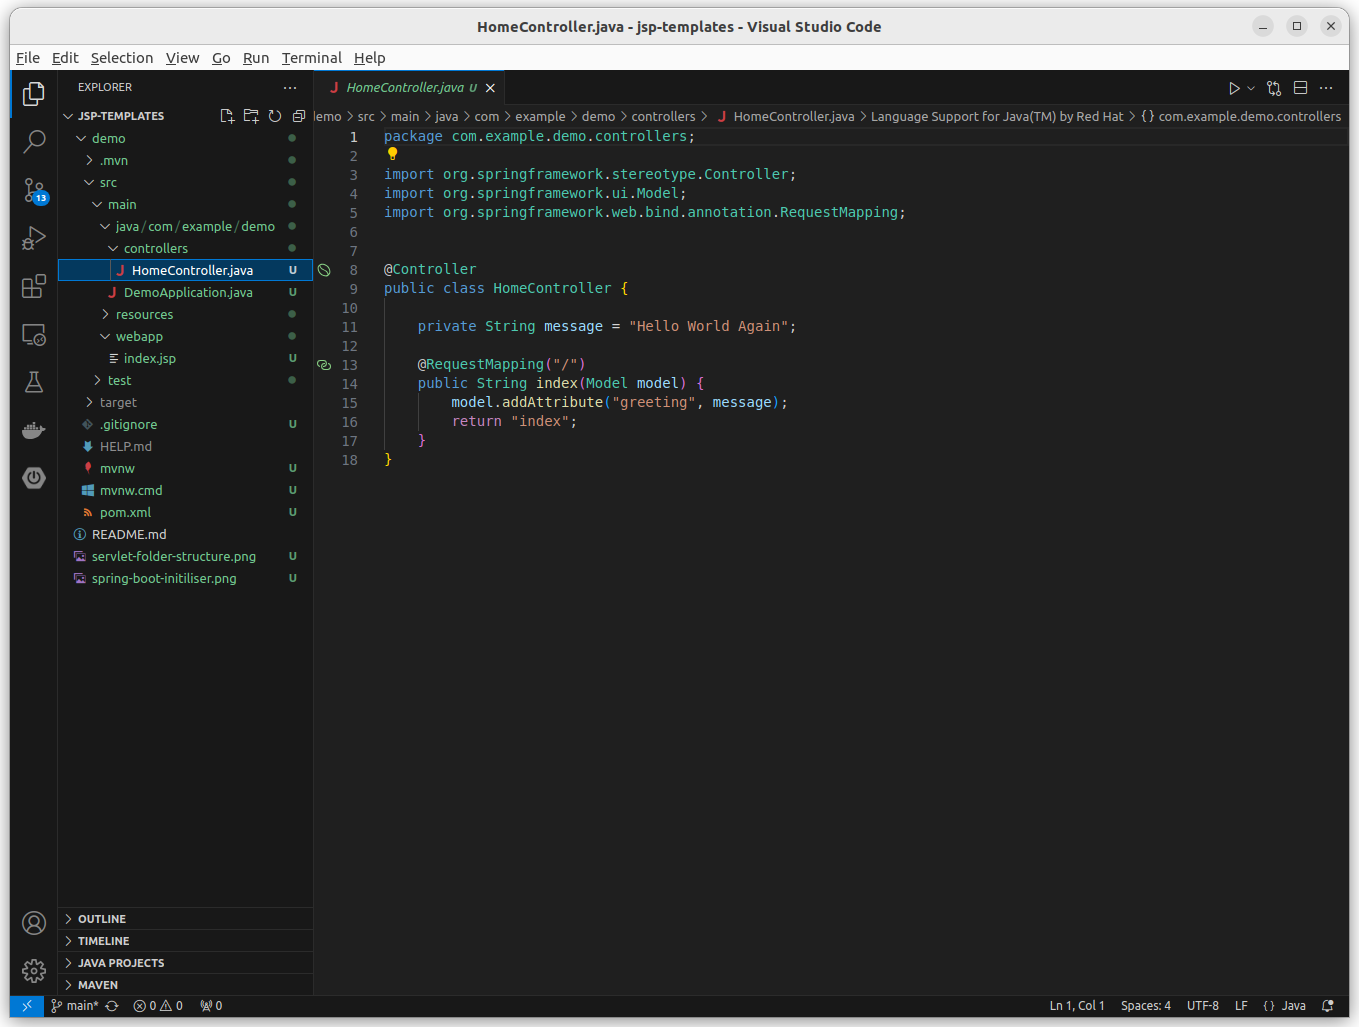 HomeController.java - jsp-templates - Visual Studio Code
File Edit Selection View Go Run Terminal Help
EXPLORER
JSP-TEMPLATES
demo
.mvn
src
main
java/com/example/demo
controllers
HomeController.java U
DemoApplication.java U
resources
webapp
index.jsp U
test
target
.gitignore U
HELP.md
mvnw U
mvnw.cmd U
pom.xml U
README.md
servlet-folder-structure.png U
spring-boot-initiliser.png U
OUTLINE
TIMELINE
JAVA PROJECTS
MAVEN
13
HomeController.java U
demo > src > main > java > com > example > demo > controllers > HomeController.java > Language Support for Java(TM) by Red Hat > {} com.example.demo.controllers
1 package com.example.demo.controllers;
2
3 import org.springframework.stereotype.Controller;
4 import org.springframework.ui.Model;
5 import org.springframework.web.bind.annotation.RequestMapping;
6
7
8 @Controller
9 public class HomeController {
10
11 private String message = "Hello World Again";
12
13 @RequestMapping("/")
14 public String index(Model model) {
15 model.addAttribute("greeting", message);
16 return "index";
17 }
18 }
main* 0 0 0 Ln 1, Col 1 Spaces: 4 UTF-8 LF {} Java